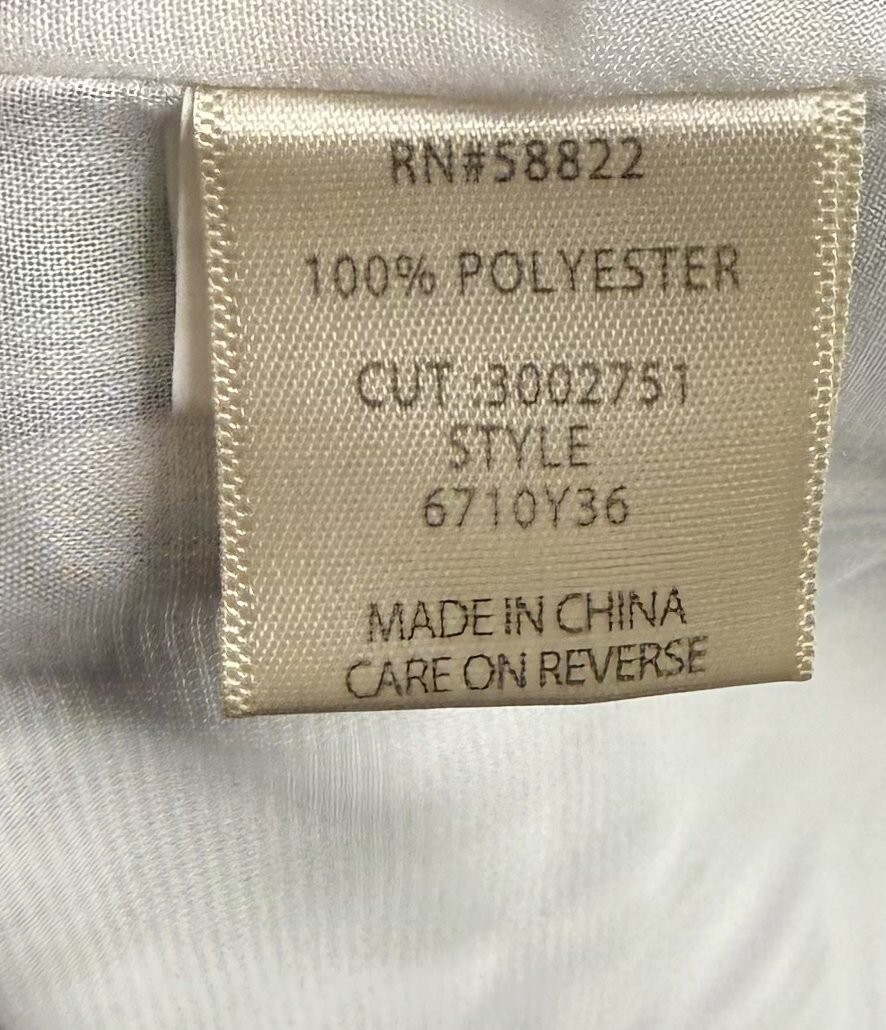 RN#58822
100% POLYESTER
CUT :3002751
STYLE
6710Y36
MADE IN CHINA
CARE ON REVERSE